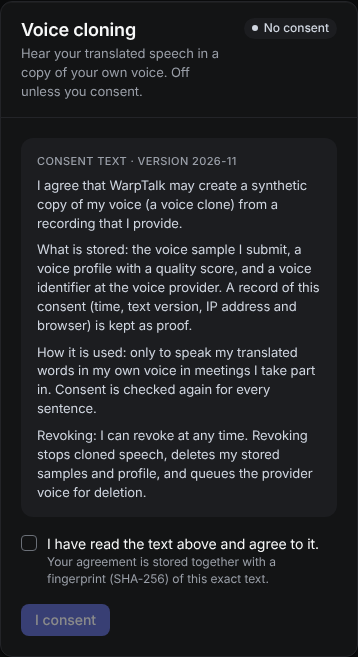 Voice cloning
No consent
Hear your translated speech in a
copy of your own voice. Off
unless you consent.
CONSENT TEXT · VERSION 2026-11
I agree that WarpTalk may create a synthetic
copy of my voice (a voice clone) from a
recording that I provide.
What is stored: the voice sample I submit, a
voice profile with a quality score, and a voice
identifier at the voice provider. A record of this
consent (time, text version, IP address and
browser) is kept as proof.
How it is used: only to speak my translated
words in my own voice in meetings I take part
in. Consent is checked again for every
sentence.
Revoking: I can revoke at any time. Revoking
stops cloned speech, deletes my stored
samples and profile, and queues the provider
voice for deletion.
I have read the text above and agree to it.
Your agreement is stored together with a
fingerprint (SHA-256) of this exact text.
I consent